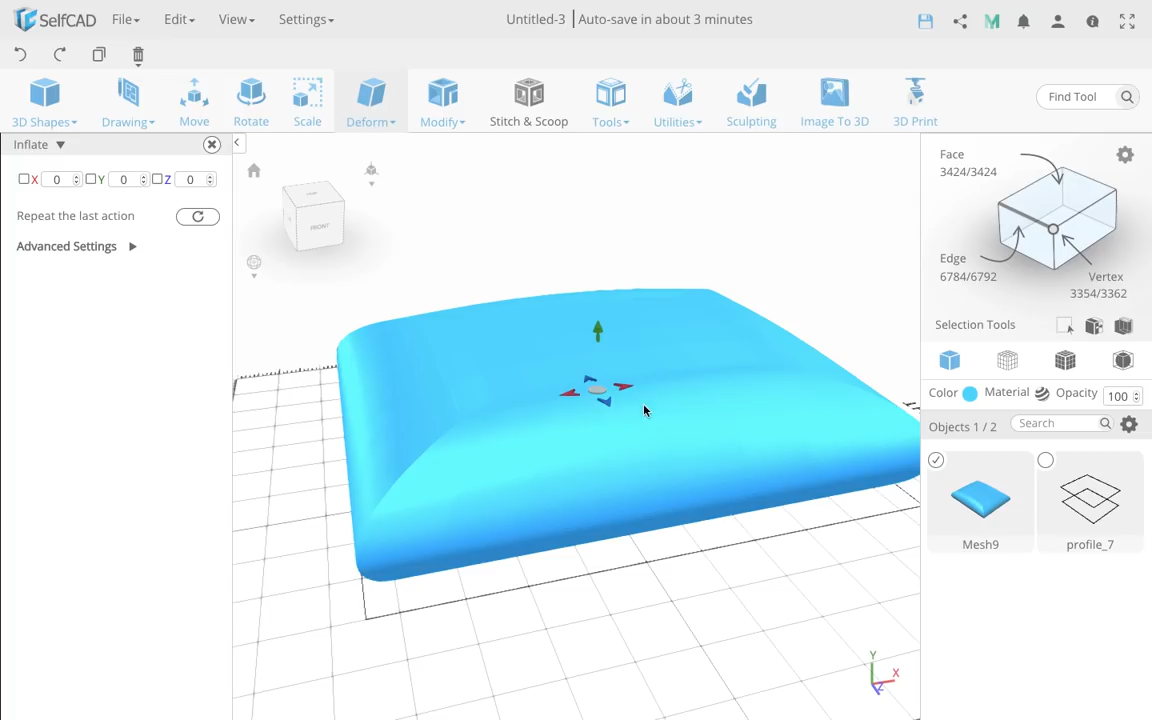 SelfCAD File Edit View Settings Untitled-3 Auto-save in about 3 minutes
3D Shapes Drawing Move Rotate Scale Deform Modify Stitch & Scoop Tools Utilities Sculpting Image To 3D 3D Print Find Tool
Inflate
X 0 Y 0 Z 0
Repeat the last action
Advanced Settings
FRONT
Y
X
Z
Face
3424/3424
Edge
6784/6792
Vertex
3354/3362
Selection Tools
Color Material Opacity 100
Objects 1 / 2 Search
Mesh9 profile_7